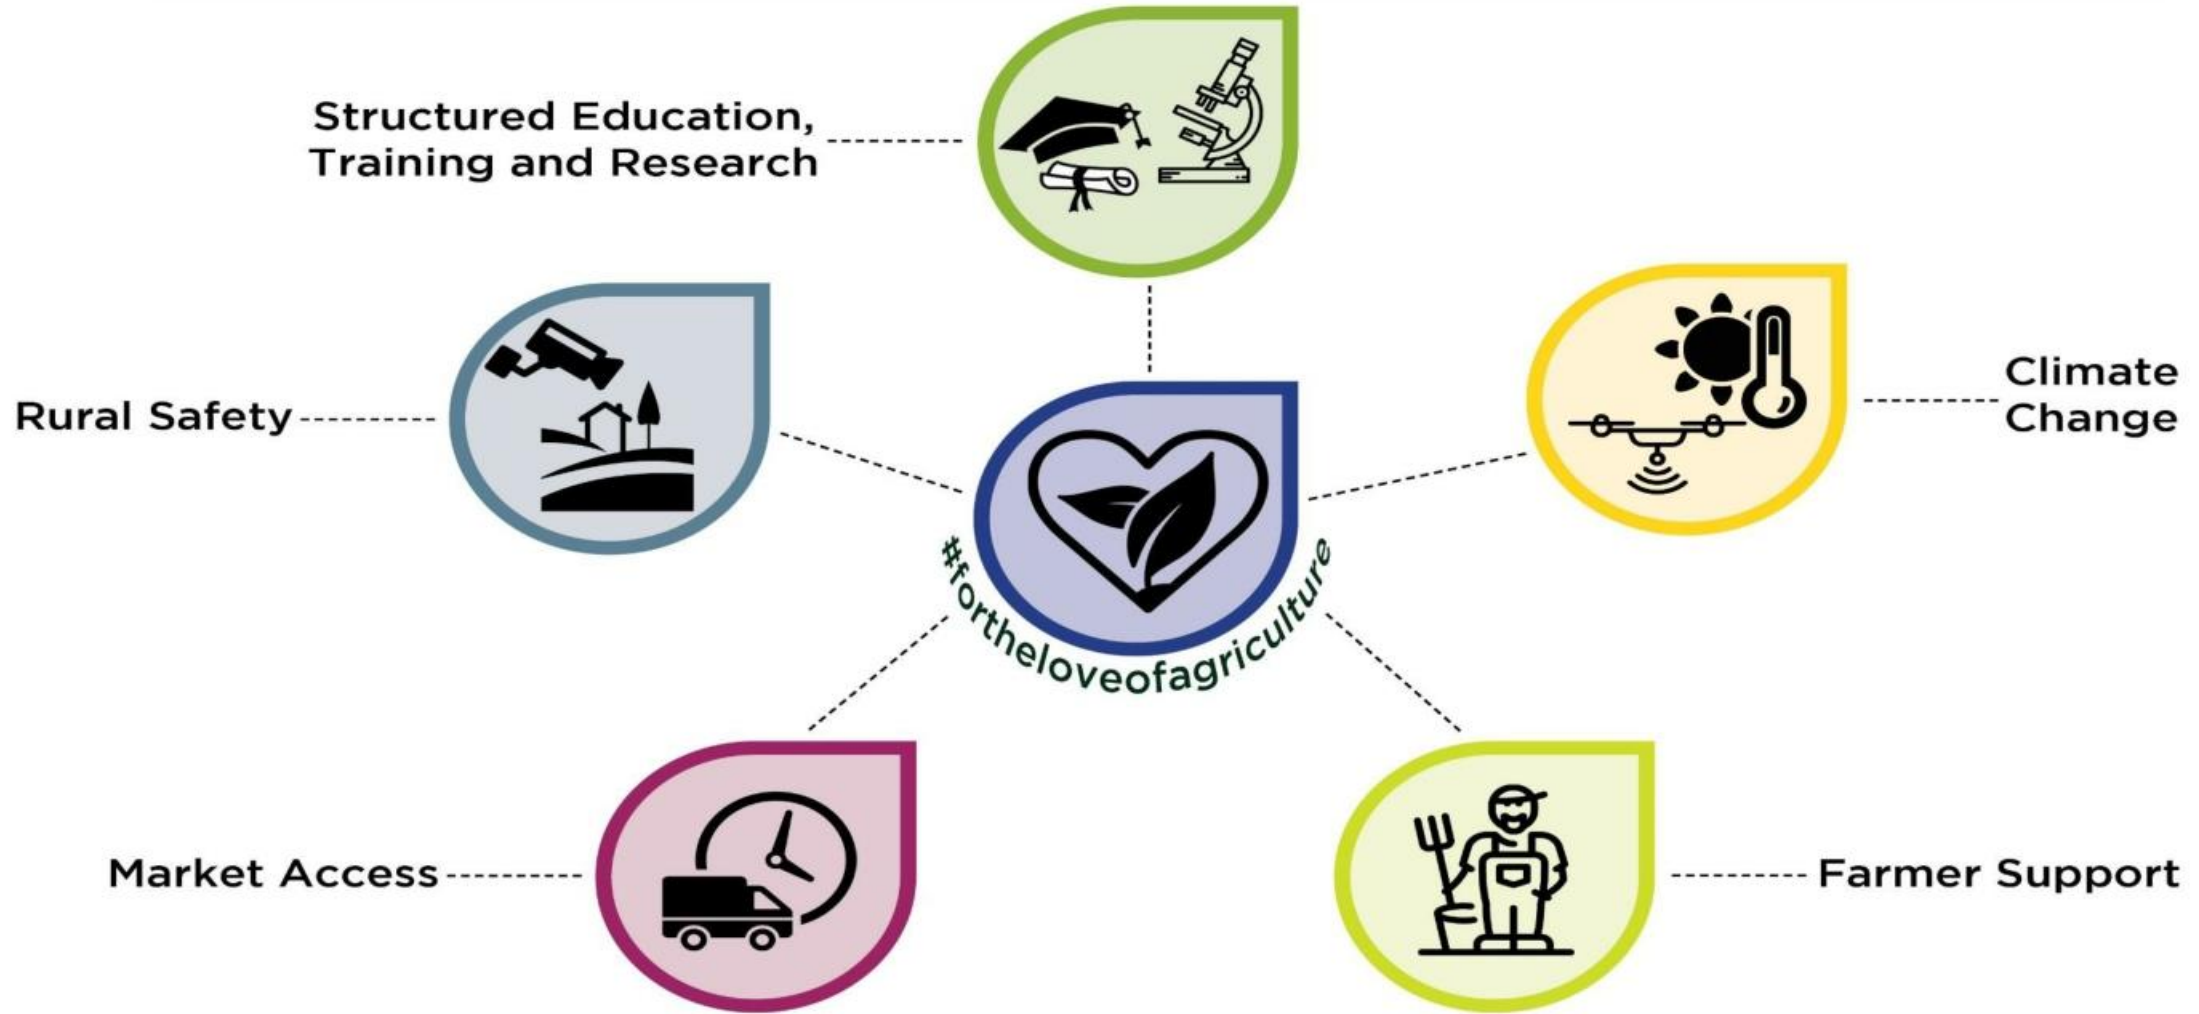 Structured Education,
Training and Research
Rural Safety
Climate
Change
#fortheloveofagriculture
Market Access
Farmer Support